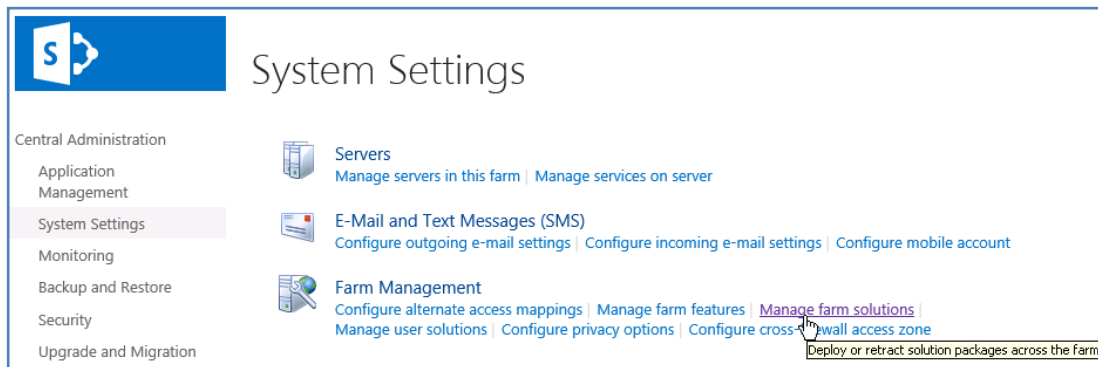 S
System Settings
Central Administration
Application
Management
System Settings
Monitoring
Backup and Restore
Security
Upgrade and Migration
Servers
Manage servers in this farm | Manage services on server
E-Mail and Text Messages (SMS)
Configure outgoing e-mail settings | Configure incoming e-mail settings | Configure mobile account
Farm Management
Configure alternate access mappings | Manage farm features | Manage farm solutions |
Manage user solutions | Configure privacy options | Configure cross-firewall access zone
Deploy or retract solution packages across the farm